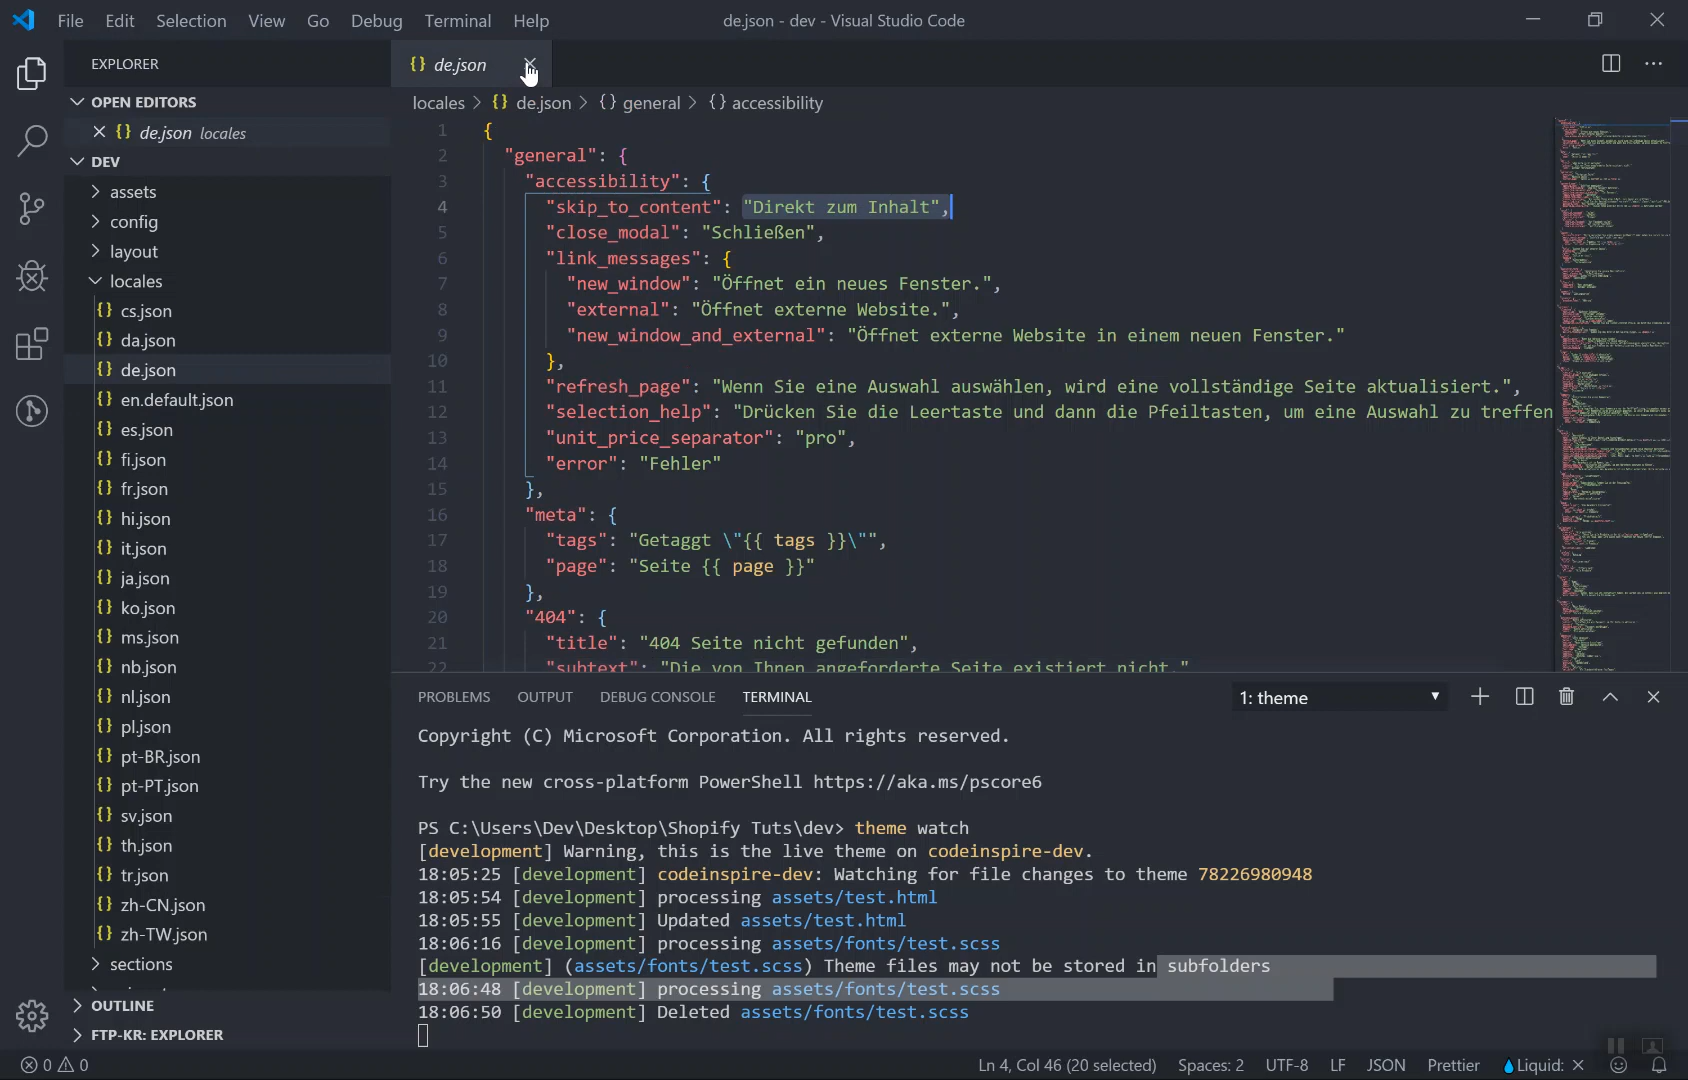 File Edit Selection View Go Debug Terminal Help
de.json - dev - Visual Studio Code
EXPLORER
OPEN EDITORS
de.json locales
DEV
assets
config
layout
locales
{} cs.json
{} da.json
{} de.json
{} en.default.json
{} es.json
{} fi.json
{} fr.json
{} hi.json
{} it.json
{} ja.json
{} ko.json
{} ms.json
{} nb.json
{} nl.json
{} pl.json
{} pt-BR.json
{} pt-PT.json
{} sv.json
{} th.json
{} tr.json
{} zh-CN.json
{} zh-TW.json
sections
OUTLINE
FTP-KR: EXPLORER
{} de.json
locales > {} de.json > {} general > {} accessibility
1 {
2 "general": {
3 "accessibility": {
4 "skip_to_content": "Direkt zum Inhalt",
5 "close_modal": "Schließen",
6 "link_messages": {
7 "new_window": "Öffnet ein neues Fenster.",
8 "external": "Öffnet externe Website.",
9 "new_window_and_external": "Öffnet externe Website in einem neuen Fenster."
10 },
11 "refresh_page": "Wenn Sie eine Auswahl auswählen, wird eine vollständige Seite aktualisiert.",
12 "selection_help": "Drücken Sie die Leertaste und dann die Pfeiltasten, um eine Auswahl zu treffen
13 "unit_price_separator": "pro",
14 "error": "Fehler"
15 },
16 "meta": {
17 "tags": "Getaggt \"{{ tags }}\"",
18 "page": "Seite {{ page }}"
19 },
20 "404": {
21 "title": "404 Seite nicht gefunden",
22 "subtext": "Die von Ihnen angeforderte Seite existiert nicht."
PROBLEMS OUTPUT DEBUG CONSOLE TERMINAL
1: theme
Copyright (C) Microsoft Corporation. All rights reserved.
Try the new cross-platform PowerShell https://aka.ms/pscore6
PS C:\Users\Dev\Desktop\Shopify Tuts\dev> theme watch
[development] Warning, this is the live theme on codeinspire-dev.
18:05:25 [development] codeinspire-dev: Watching for file changes to theme 78226980948
18:05:54 [development] processing assets/test.html
18:05:55 [development] Updated assets/test.html
18:06:16 [development] processing assets/fonts/test.scss
[development] (assets/fonts/test.scss) Theme files may not be stored in subfolders
18:06:48 [development] processing assets/fonts/test.scss
18:06:50 [development] Deleted assets/fonts/test.scss
0 0
Ln 4, Col 46 (20 selected) Spaces: 2 UTF-8 LF JSON Prettier Liquid: ×